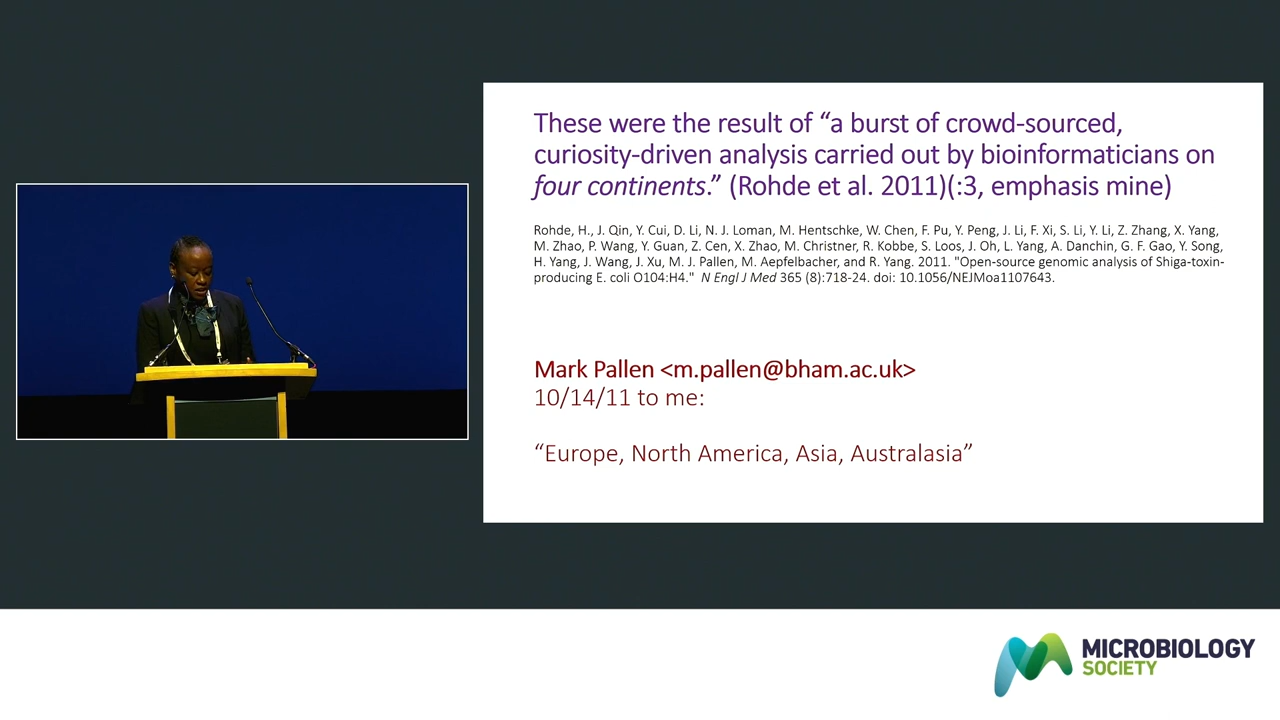 These were the result of “a burst of crowd-sourced,
curiosity-driven analysis carried out by bioinformaticians on
four continents.” (Rohde et al. 2011)(:3, emphasis mine)
Rohde, H., J. Qin, Y. Cui, D. Li, N. J. Loman, M. Hentschke, W. Chen, F. Pu, Y. Peng, J. Li, F. Xi, S. Li, Y. Li, Z. Zhang, X. Yang,
M. Zhao, P. Wang, Y. Guan, Z. Cen, X. Zhao, M. Christner, R. Kobbe, S. Loos, J. Oh, L. Yang, A. Danchin, G. F. Gao, Y. Song,
H. Yang, J. Wang, J. Xu, M. J. Pallen, M. Aepfelbacher, and R. Yang. 2011. "Open-source genomic analysis of Shiga-toxin-
producing E. coli O104:H4." N Engl J Med 365 (8):718-24. doi: 10.1056/NEJMoa1107643.
Mark Pallen <m.pallen@bham.ac.uk>
10/14/11 to me:
“Europe, North America, Asia, Australasia”
MICROBIOLOGY
SOCIETY